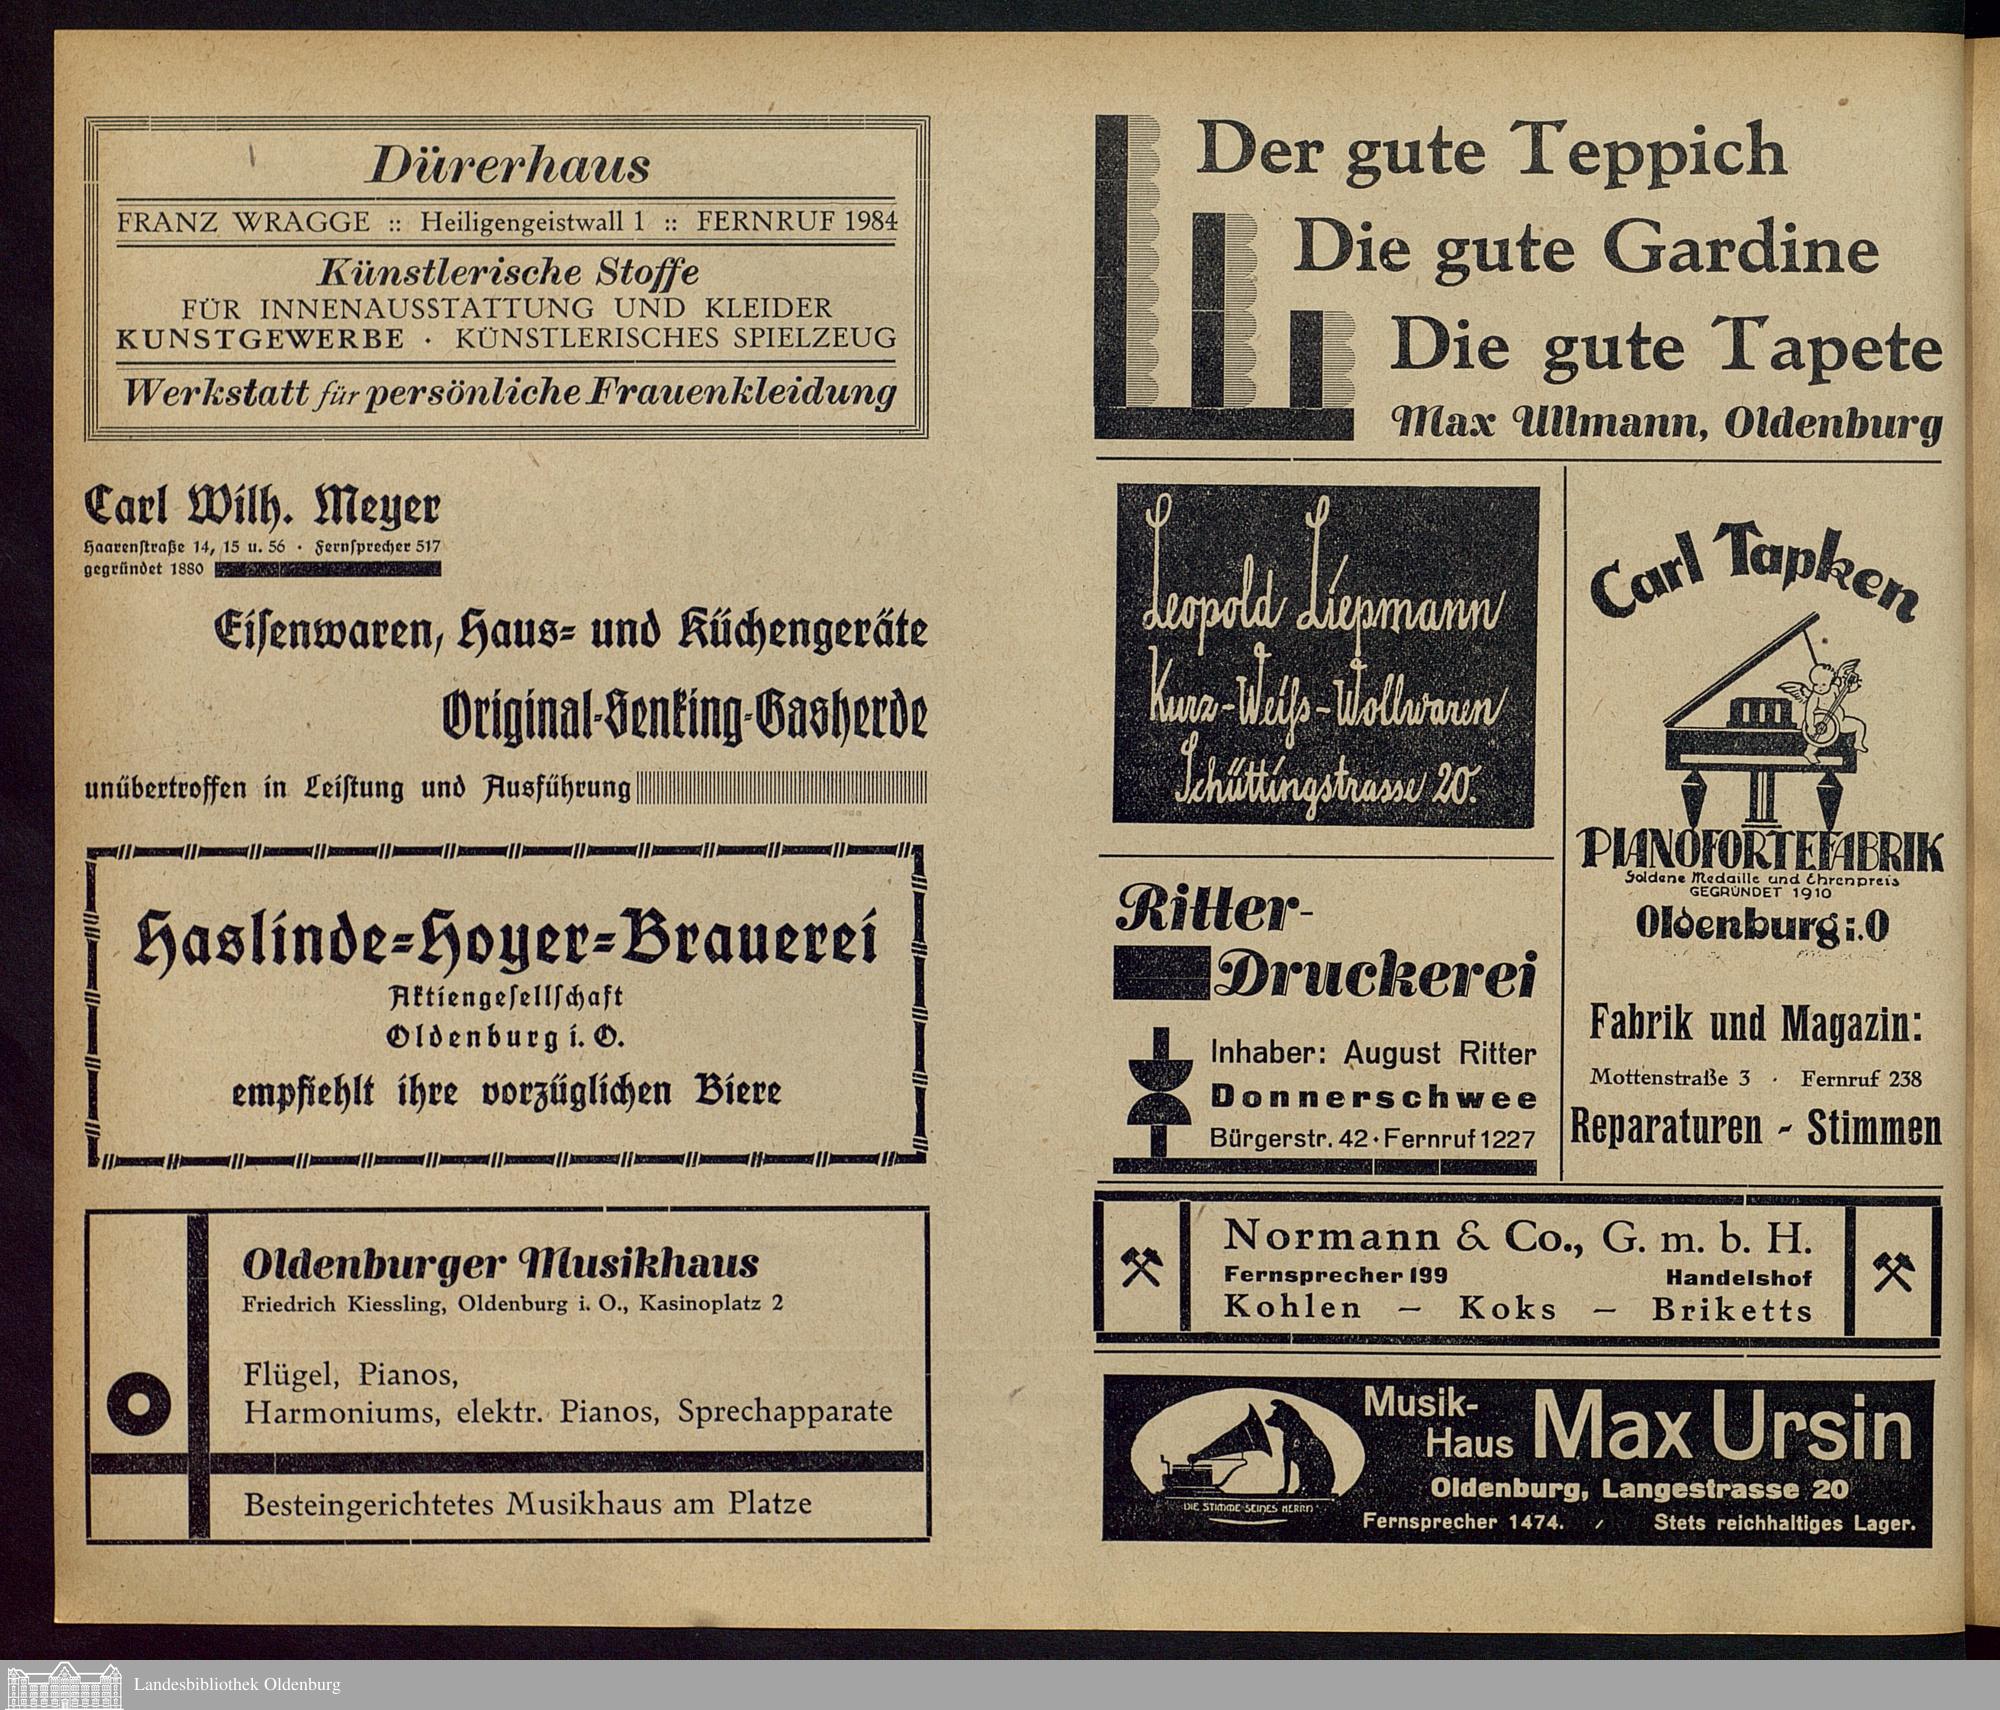 Dürerhaus
FRANZ WRAGGE :: Heiligengeistwall 1 :: FERNRUF 1984
Künstlerische Stoffe
FÜR INNENAUSSTATTUNG UND KLEIDER
KUNSTGEWERBE · KÜNSTLERISCHES SPIELZEUG
Werkstatt für persönliche Frauenkleidung
Carl Wilh. Meyer
Haarenſtraße 14, 15 u. 56 · Fernſprecher 517
gegründet 1880
Eiſenwaren, Haus= und Küchengeräte
Original-Senking-Gasherde
unübertroffen in Leiſtung und Ausführung
Haslinde=Hoyer=Brauerei
Aktiengeſellſchaft
Oldenburg i. O.
empfiehlt ihre vorzüglichen Biere
Oldenburger Musikhaus
Friedrich Kiessling, Oldenburg i. O., Kasinoplatz 2
Flügel, Pianos,
Harmoniums, elektr. Pianos, Sprechapparate
Besteingerichtetes Musikhaus am Platze
Der gute Teppich
Die gute Gardine
Die gute Tapete
Max Ullmann, Oldenburg
Leopold Liepmann
Kurz-Weiſs-Wollwaren
Schüttingstrasse 20.
Ritter-
Druckerei
Inhaber: August Ritter
Donnerschwee
Bürgerstr. 42 · Fernruf 1227
Carl Tapken
PIANOFORTEFABRIK
Goldene Medaille und Ehrenpreis
GEGRÜNDET 1910
Oldenburg i. O
Fabrik und Magazin:
Mottenstraße 3 · Fernruf 238
Reparaturen - Stimmen
Normann & Co., G. m. b. H.
Fernsprecher 199 Handelshof
Kohlen — Koks — Briketts
Musik-
Haus Max Ursin
Oldenburg, Langestrasse 20
Fernsprecher 1474. Stets reichhaltiges Lager.
DIE STIMME SEINES HERRN
Landesbibliothek Oldenburg